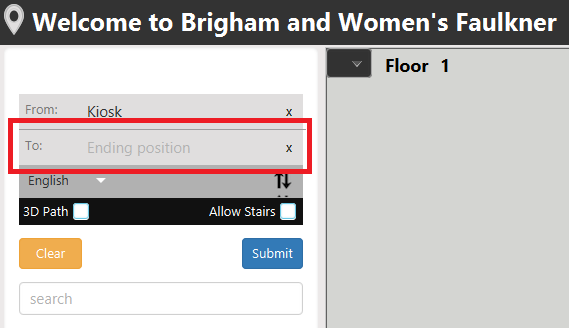 Welcome to Brigham and Women's Faulkner
Floor 1
From: Kiosk x
To: Ending position x
English
3D Path Allow Stairs
Clear Submit
search